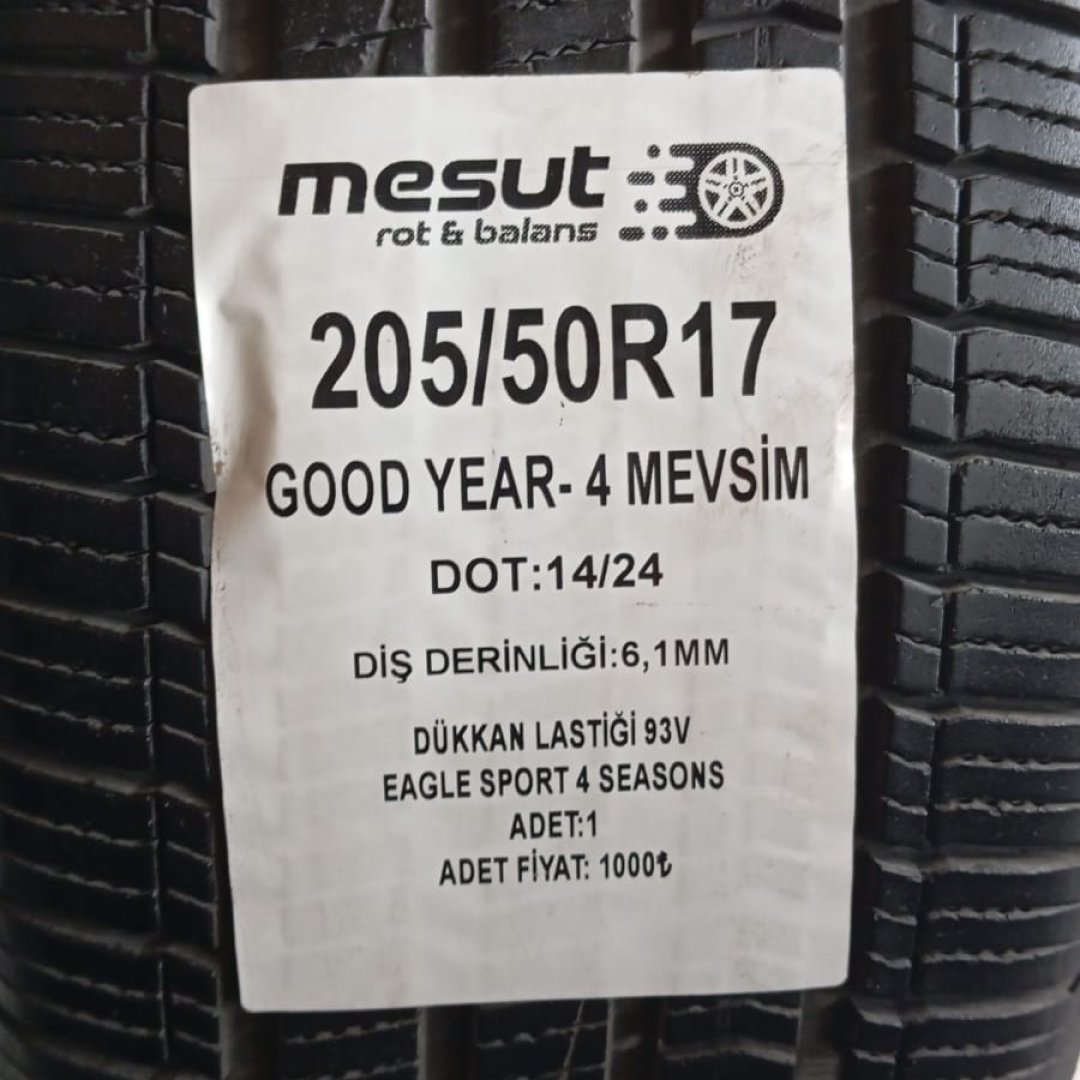 mesut
rot & balans
205/50R17
GOOD YEAR- 4 MEVSİM
DOT:14/24
DİŞ DERİNLİĞİ:6,1MM
DÜKKAN LASTİĞİ 93V
EAGLE SPORT 4 SEASONS
ADET:1
ADET FİYAT: 1000₺